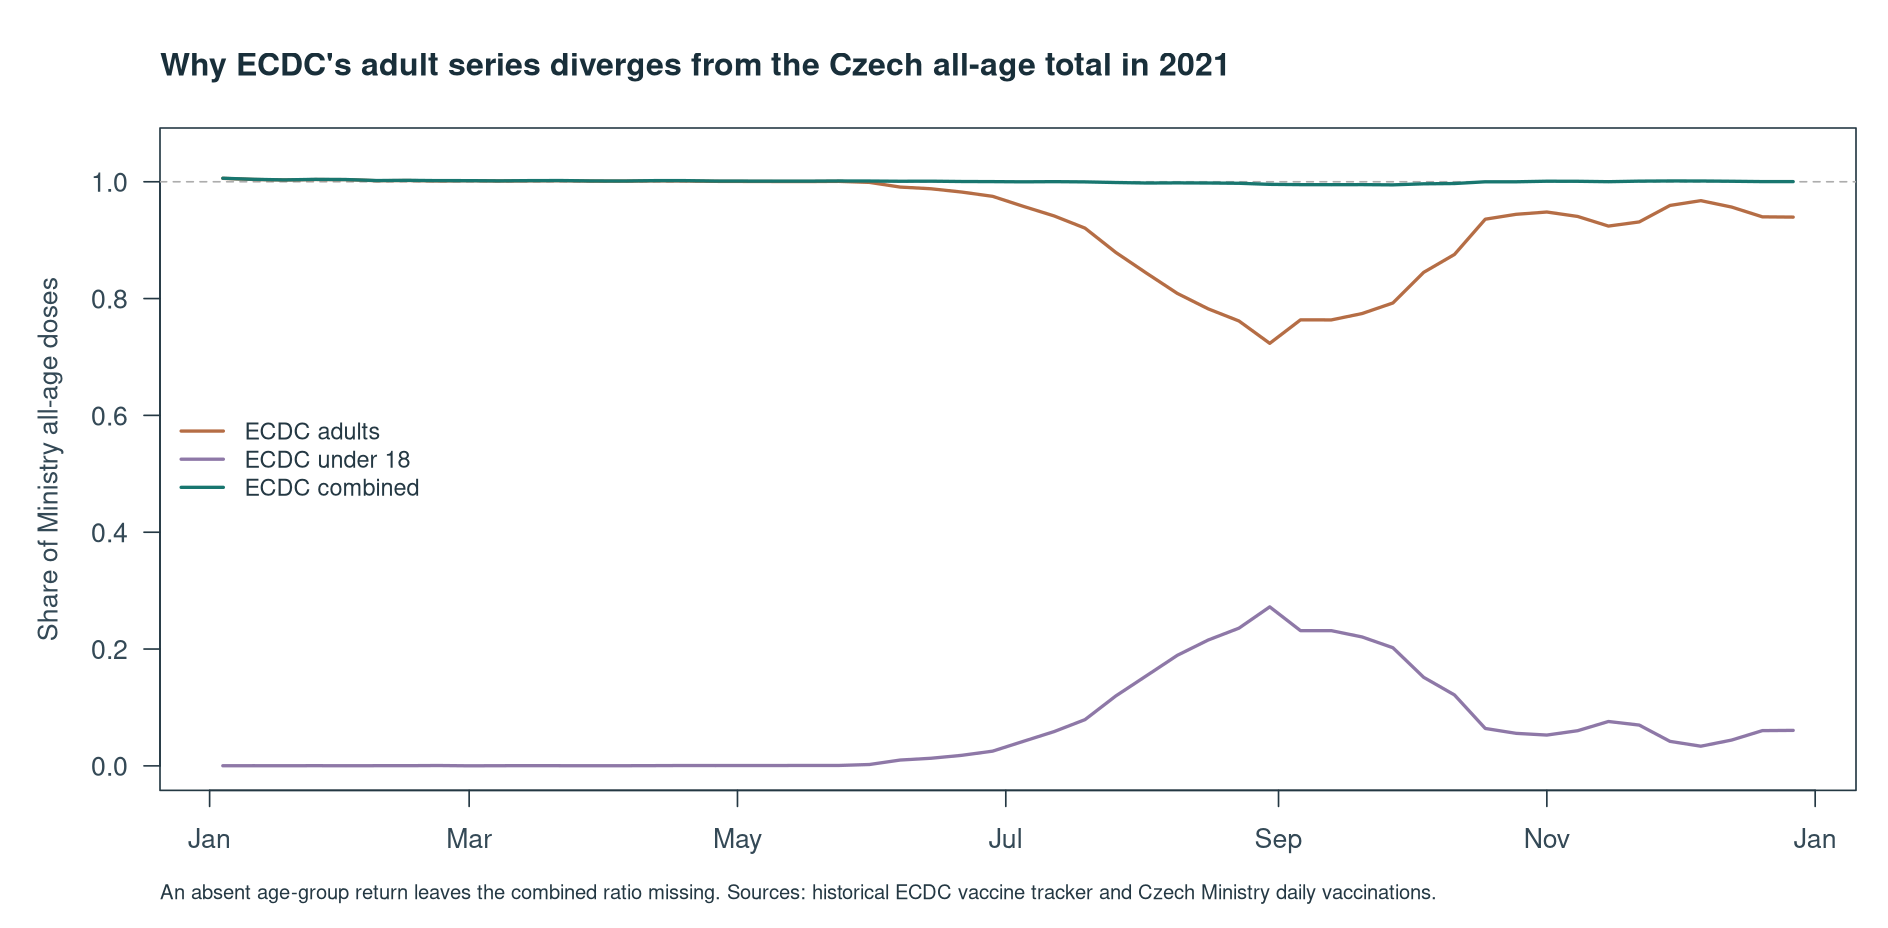 Why ECDC's adult series diverges from the Czech all-age total in 2021
Share of Ministry all-age doses
1.0
0.8
0.6
0.4
0.2
0.0
ECDC adults
ECDC under 18
ECDC combined
Jan Mar May Jul Sep Nov Jan
An absent age-group return leaves the combined ratio missing. Sources: historical ECDC vaccine tracker and Czech Ministry daily vaccinations.